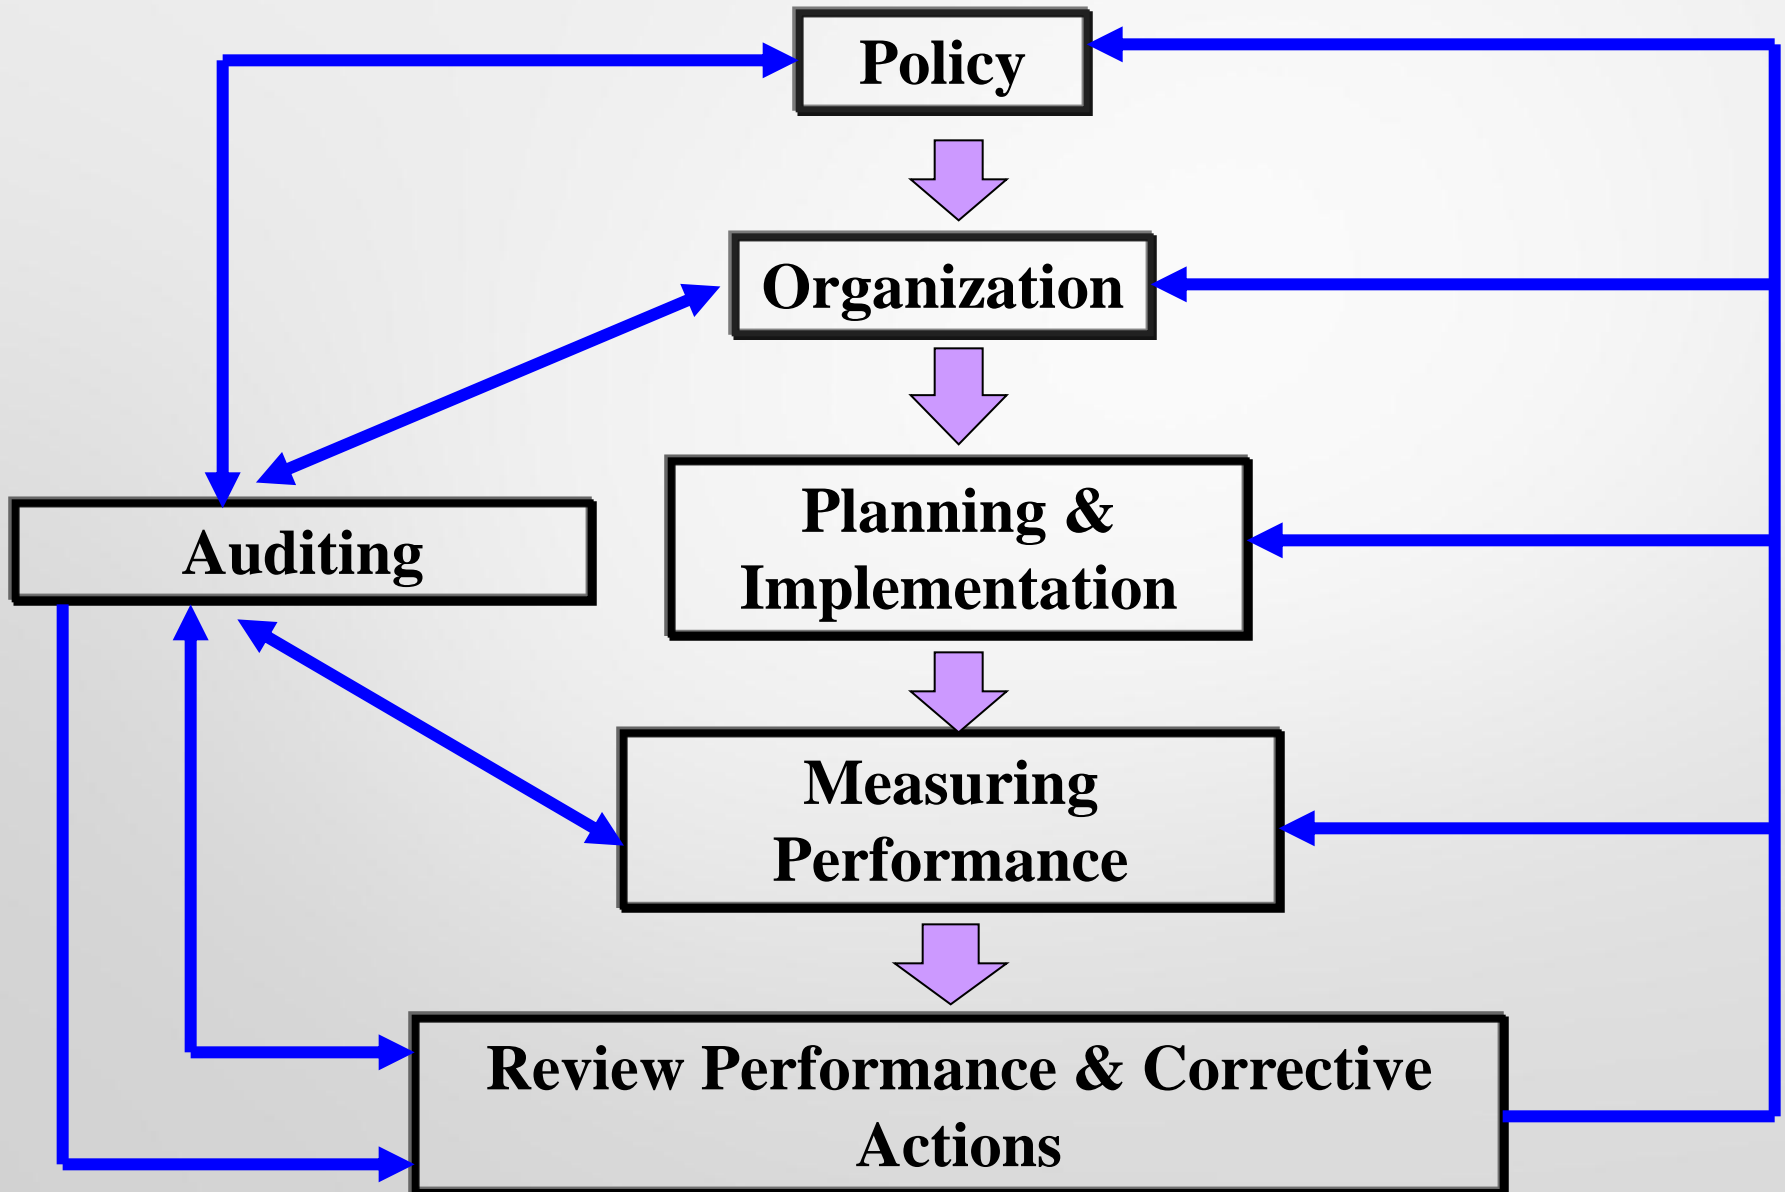 Policy
Organization
Auditing
Planning &
Implementation
Measuring
Performance
Review Performance & Corrective
Actions